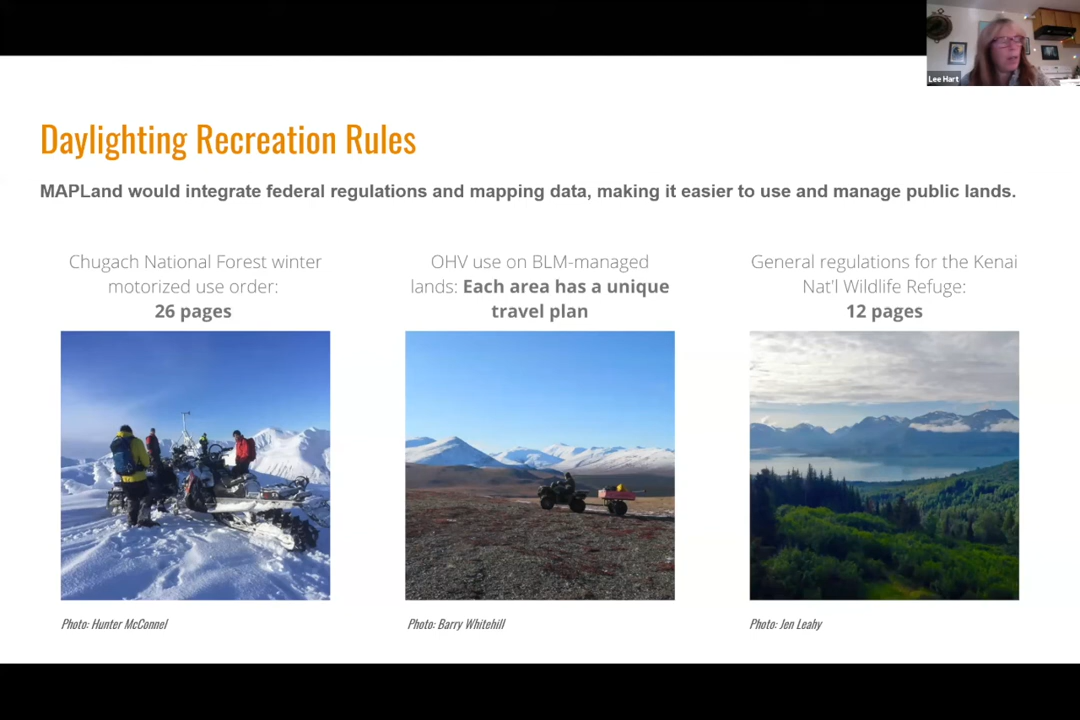 Lee Hart
Daylighting Recreation Rules
MAPLand would integrate federal regulations and mapping data, making it easier to use and manage public lands.
Chugach National Forest winter
motorized use order:
26 pages
OHV use on BLM-managed
lands: Each area has a unique
travel plan
General regulations for the Kenai
Nat'l Wildlife Refuge:
12 pages
Photo: Hunter McConnel
Photo: Barry Whitehill
Photo: Jen Leahy